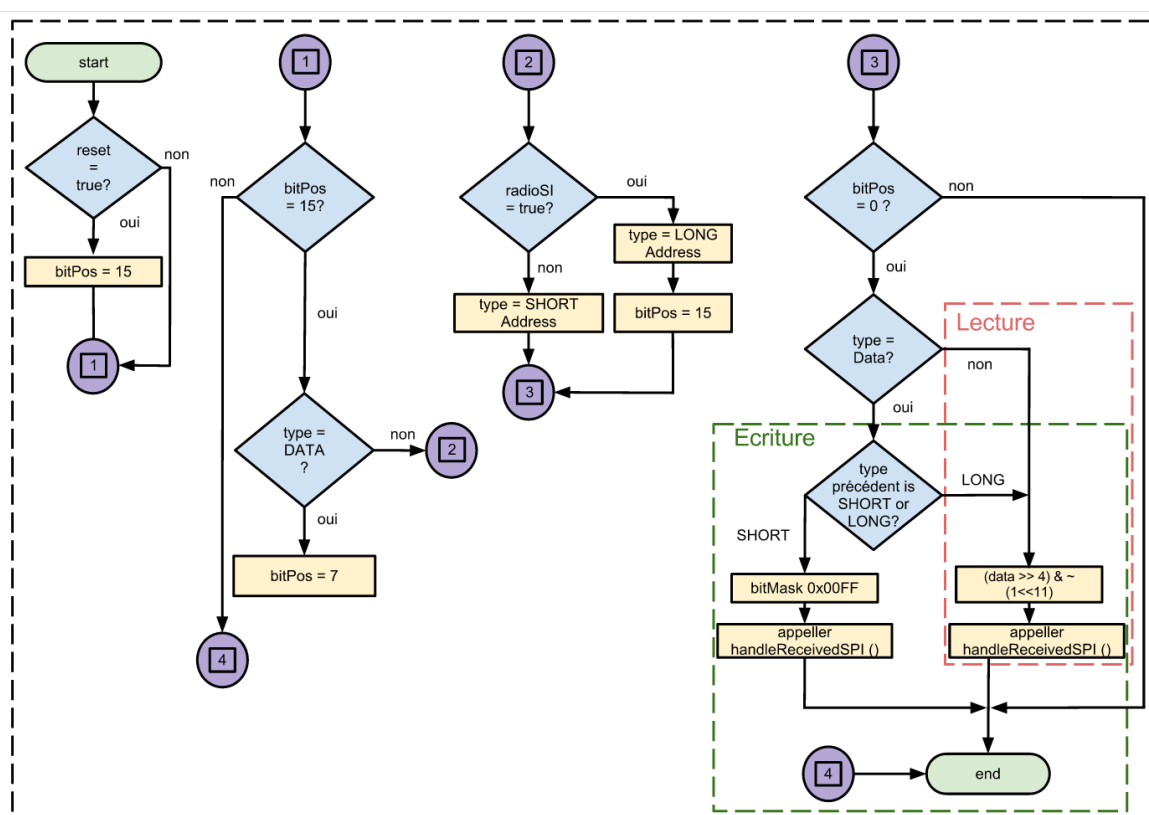 start
reset
=
true?
non
oui
bitPos = 15
1
1
bitPos
= 15?
non
oui
type =
DATA
?
non
2
oui
bitPos = 7
4
2
radioSI
= true?
oui
type = LONG
Address
non
type = SHORT
Address
bitPos = 15
3
3
bitPos
= 0 ?
non
oui
Lecture
type =
Data?
non
oui
Ecriture
type
précédent is
SHORT or
LONG?
LONG
SHORT
bitMask 0x00FF
(data >> 4) & ~
(1<<11)
appeller
handleReceivedSPI ()
appeller
handleReceivedSPI ()
4
end